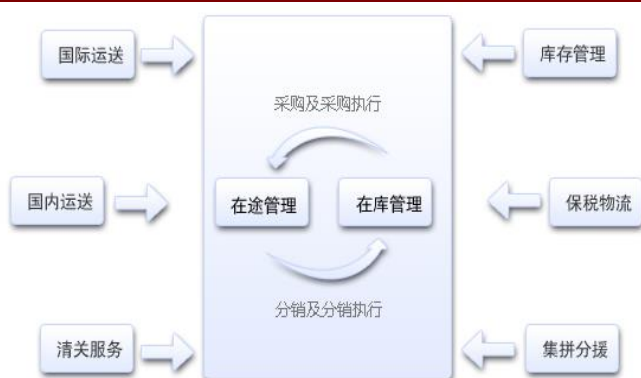 国际运送
库存管理
采购及采购执行
国内运送
在途管理
在库管理
保税物流
分销及分销执行
清关服务
集拼分援